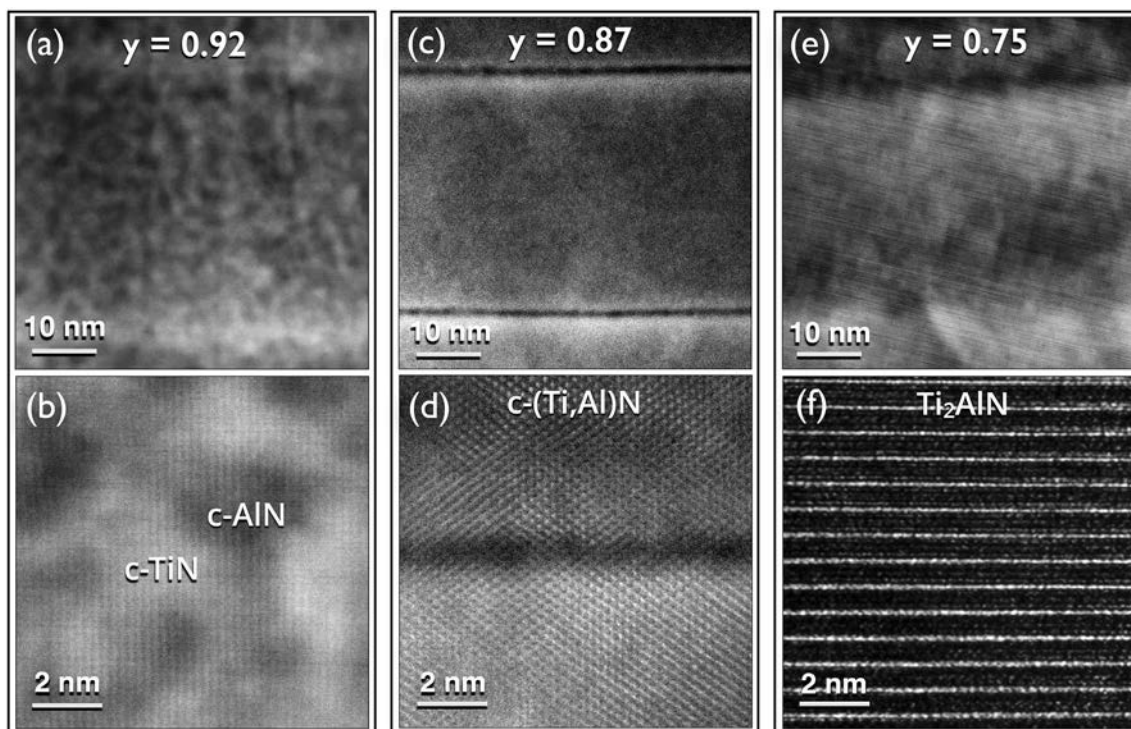 (a)
y = 0.92
10 nm
(b)
c-AlN
c-TiN
2 nm
(c)
y = 0.87
10 nm
(d)
c-(Ti,Al)N
2 nm
(e)
y = 0.75
10 nm
(f)
Ti₂AlN
2 nm